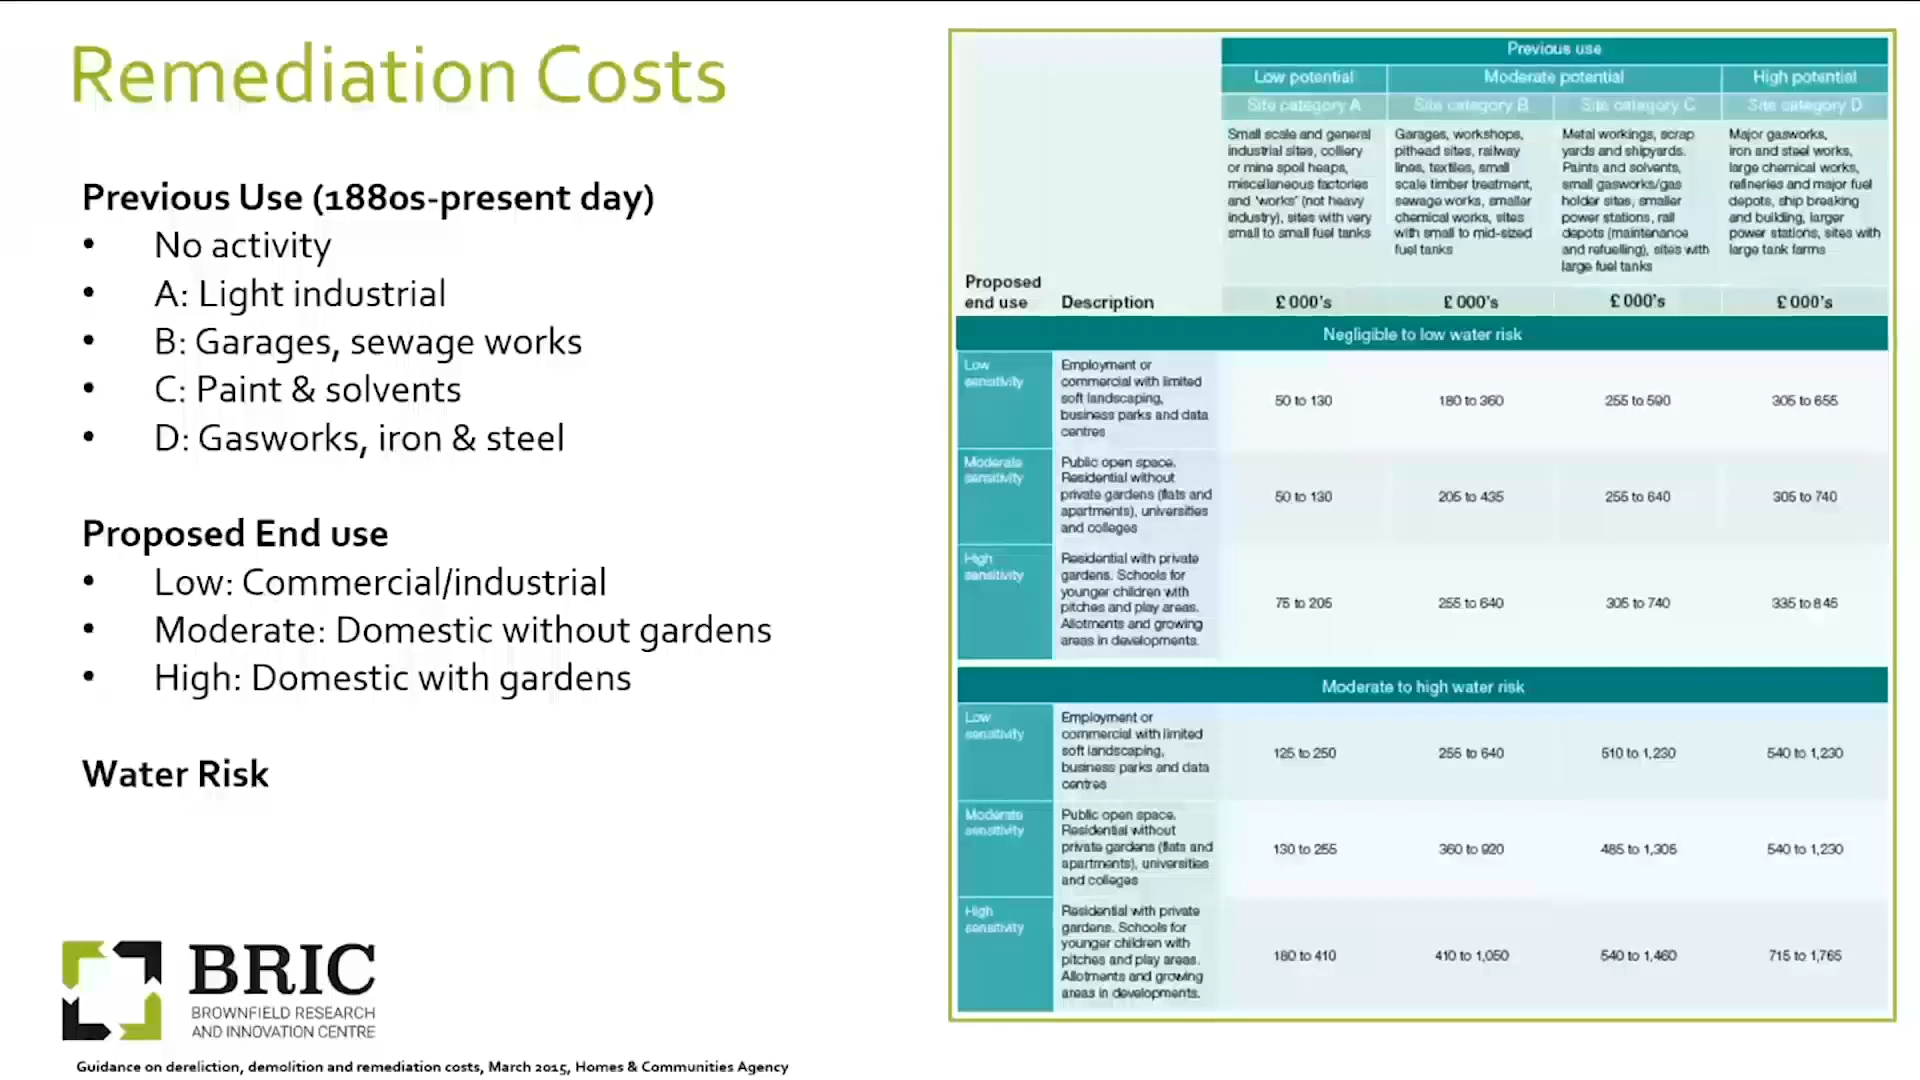 Remediation Costs
Previous Use (1880s-present day)
• No activity
• A: Light industrial
• B: Garages, sewage works
• C: Paint & solvents
• D: Gasworks, iron & steel
Proposed End use
• Low: Commercial/industrial
• Moderate: Domestic without gardens
• High: Domestic with gardens
Water Risk
BRIC
BROWNFIELD RESEARCH
AND INNOVATION CENTRE
Guidance on dereliction, demolition and remediation costs, March 2015, Homes & Communities Agency
Previous use
Low potential Moderate potential High potential
Site category A Site category B Site category C Site category D
Small scale and general
industrial sites, colliery
or mine spoil heaps,
miscellaneous factories
and 'works' (not heavy
industry), sites with very
small to small fuel tanks
Garages, workshops,
pithead sites, railway
lines, textiles, small
scale timber treatment,
sewage works, smaller
chemical works, sites
with small to mid-sized
fuel tanks
Metal workings, scrap
yards and shipyards.
Paints and solvents,
small gasworks/gas
holder sites, smaller
power stations, rail
depots (maintenance
and refuelling), sites with
large fuel tanks
Major gasworks,
iron and steel works,
large chemical works,
refineries and major fuel
depots, ship breaking
and building, larger
power stations, sites with
large tank farms
Proposed
end use Description £ 000's £ 000's £ 000's £ 000's
Negligible to low water risk
Low
sensitivity
Employment or
commercial with limited
soft landscaping,
business parks and data
centres
50 to 130 180 to 360 255 to 590 305 to 655
Moderate
sensitivity
Public open space.
Residential without
private gardens (flats and
apartments), universities
and colleges
50 to 130 205 to 435 255 to 640 305 to 740
High
sensitivity
Residential with private
gardens. Schools for
younger children with
pitches and play areas.
Allotments and growing
areas in developments.
75 to 205 255 to 640 305 to 740 335 to 845
Moderate to high water risk
Low
sensitivity
Employment or
commercial with limited
soft landscaping,
business parks and data
centres
125 to 250 255 to 640 510 to 1,230 540 to 1,230
Moderate
sensitivity
Public open space.
Residential without
private gardens (flats and
apartments), universities
and colleges
130 to 255 360 to 920 485 to 1,305 540 to 1,230
High
sensitivity
Residential with private
gardens. Schools for
younger children with
pitches and play areas.
Allotments and growing
areas in developments.
180 to 410 410 to 1,050 540 to 1,460 715 to 1,765